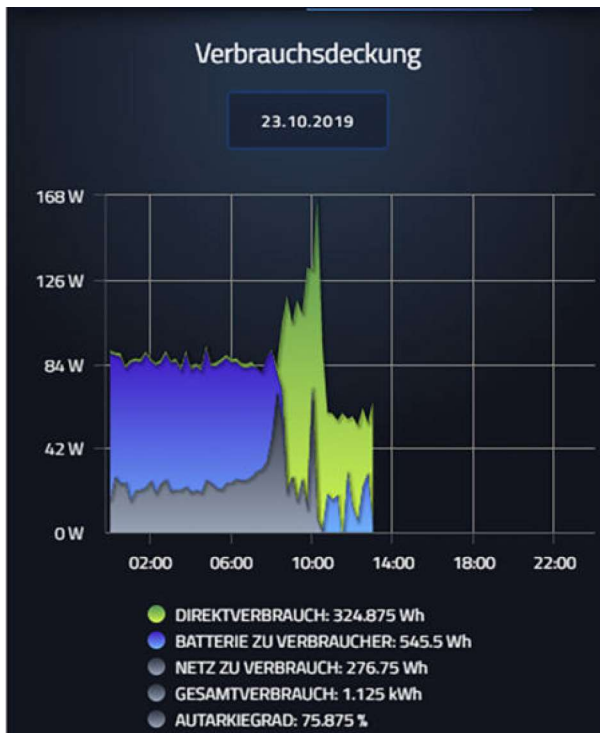 Verbrauchsdeckung
23.10.2019
168 W
126 W
84 W
42 W
0 W
02:00 06:00 10:00 14:00 18:00 22:00
DIREKTVERBRAUCH: 324.875 Wh
BATTERIE ZU VERBRAUCHER: 545.5 Wh
NETZ ZU VERBRAUCH: 276.75 Wh
GESAMTVERBRAUCH: 1.125 kWh
AUTARKIEGRAD: 75.875 %